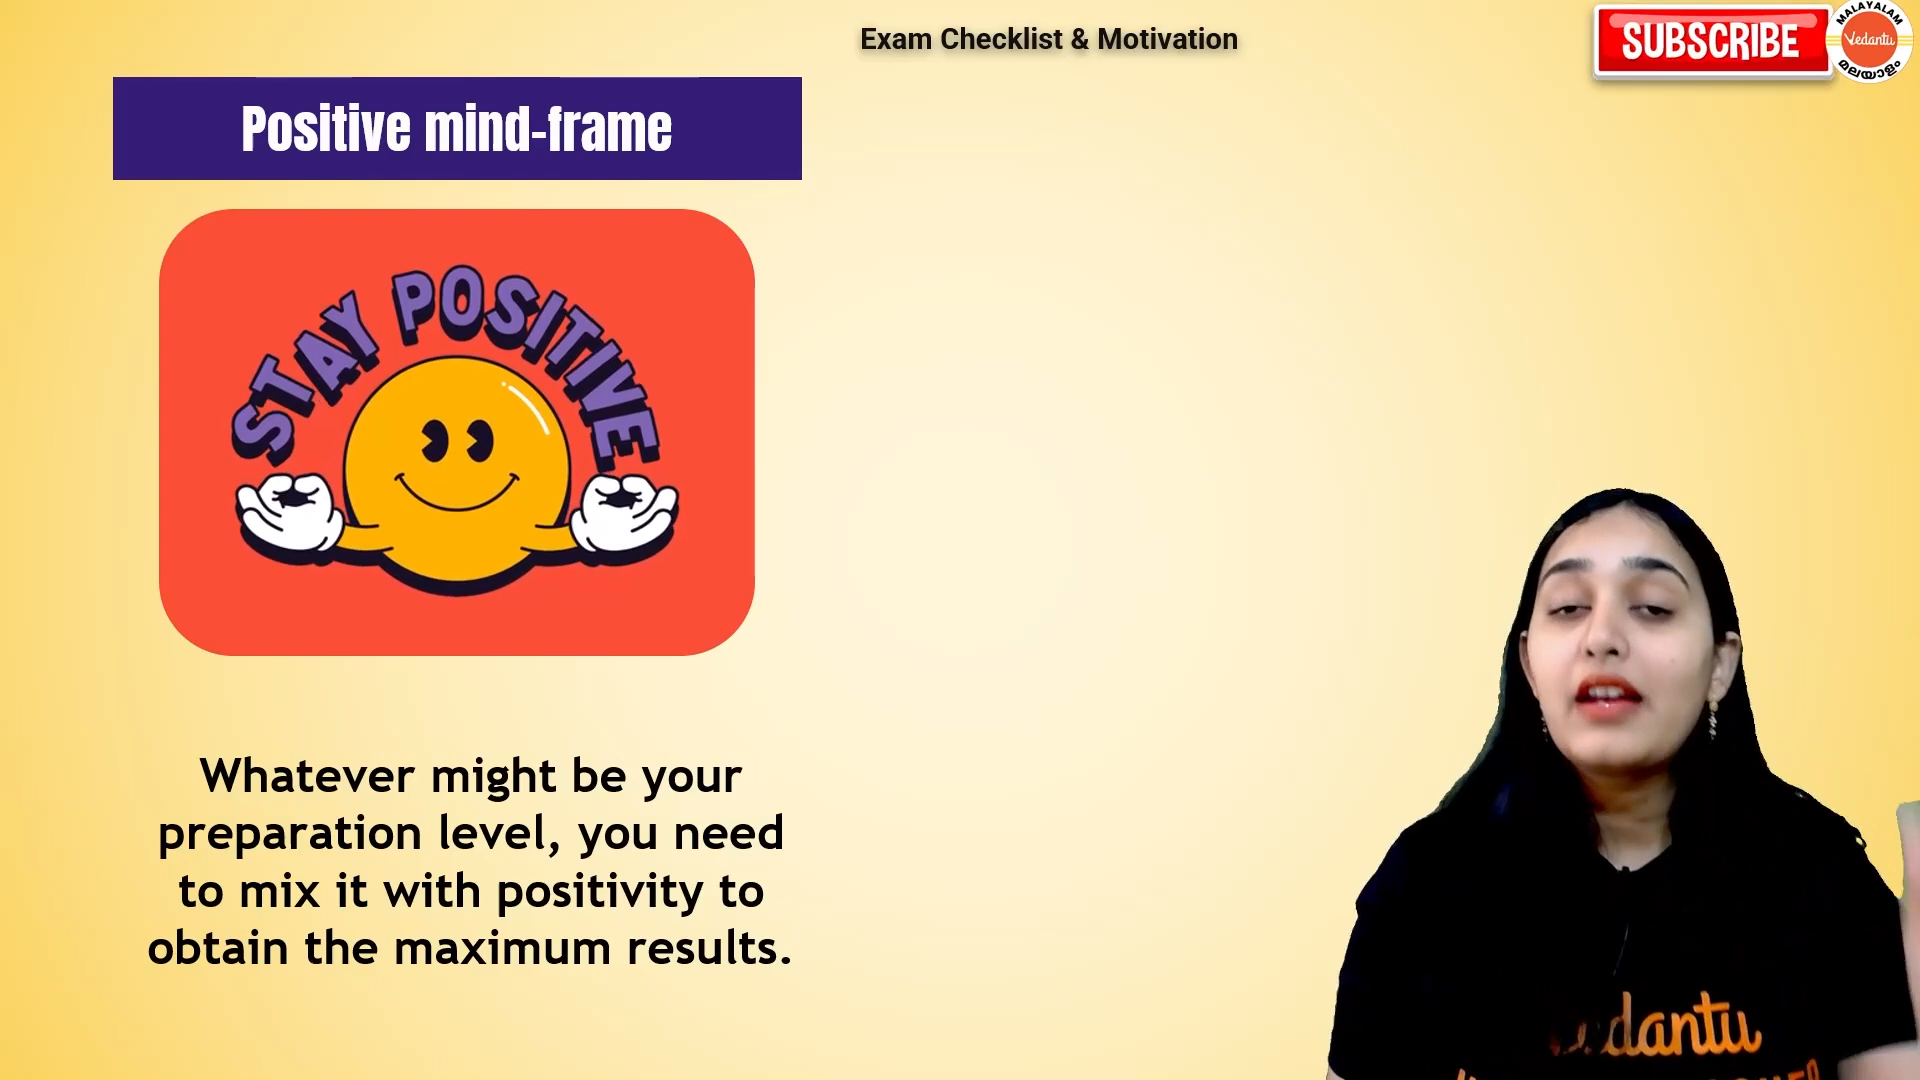 Exam Checklist & Motivation
SUBSCRIBE
MALAYALAM
Vedantu
മലയാളം
Positive mind-frame
STAY POSITIVE
Whatever might be your
preparation level, you need
to mix it with positivity to
obtain the maximum results.